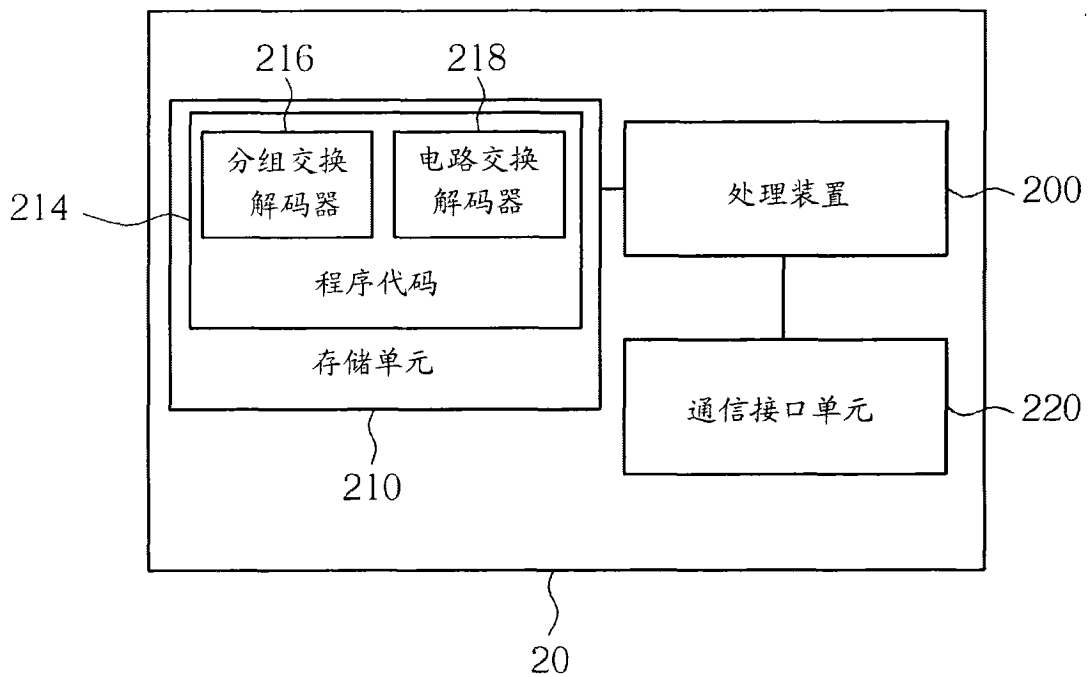 216
218
分组交换
解码器
电路交换
解码器
214
处理装置
200
程序代码
存储单元
通信接口单元
220
210
20